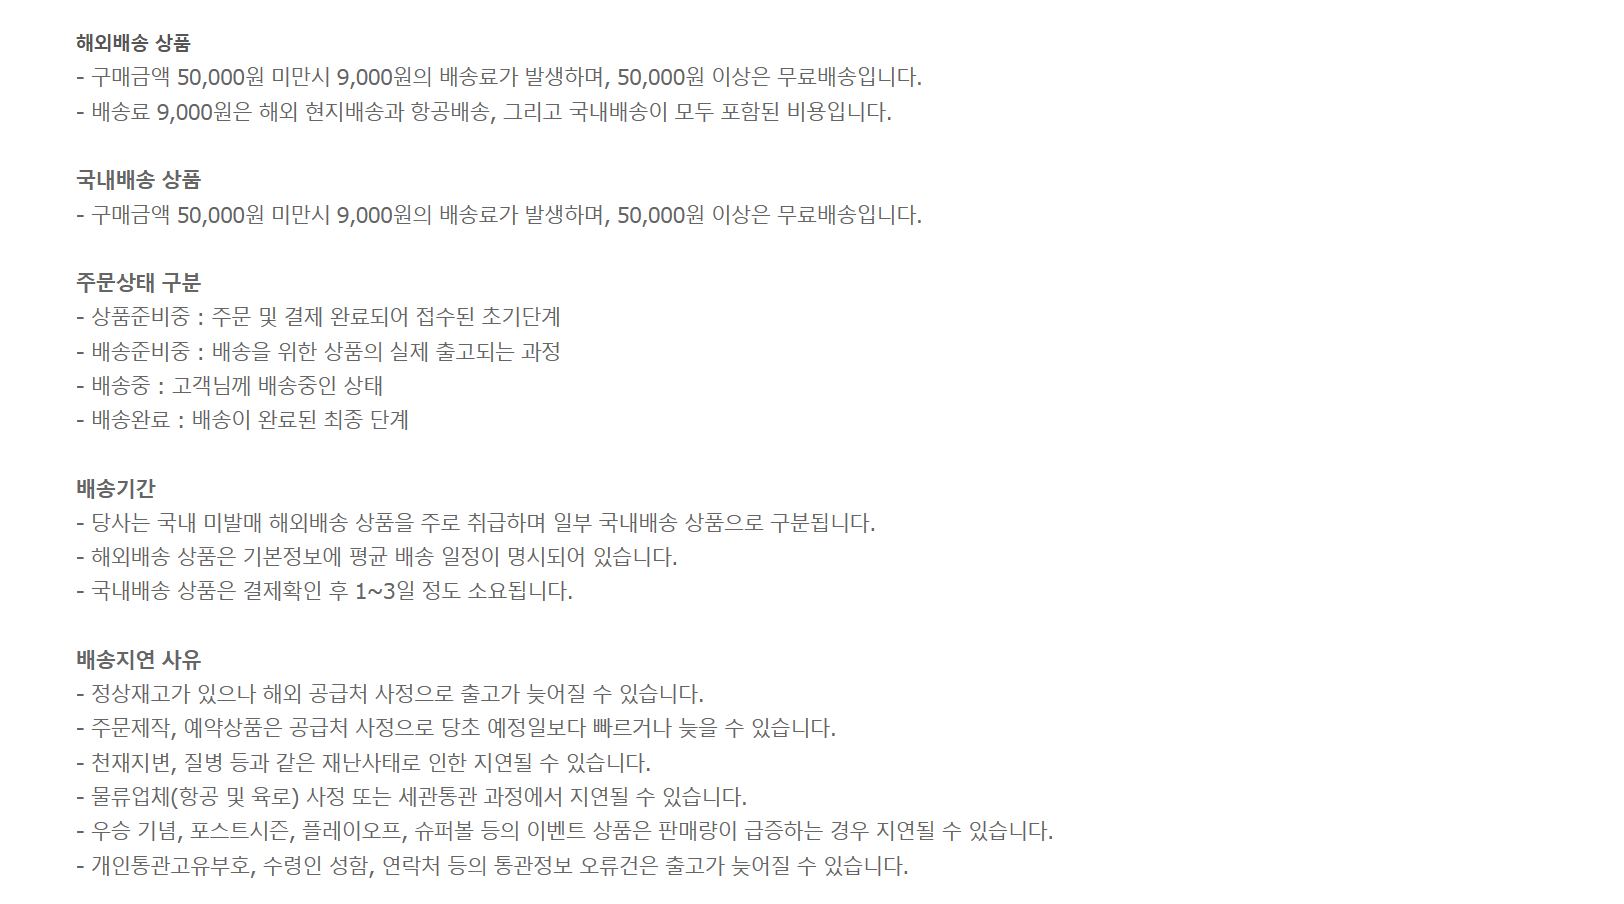 해외배송 상품
- 구매금액 50,000원 미만시 9,000원의 배송료가 발생하며, 50,000원 이상은 무료배송입니다.
- 배송료 9,000원은 해외 현지배송과 항공배송, 그리고 국내배송이 모두 포함된 비용입니다.
국내배송 상품
- 구매금액 50,000원 미만시 9,000원의 배송료가 발생하며, 50,000원 이상은 무료배송입니다.
주문상태 구분
- 상품준비중 : 주문 및 결제 완료되어 접수된 초기단계
- 배송준비중 : 배송을 위한 상품의 실제 출고되는 과정
- 배송중 : 고객님께 배송중인 상태
- 배송완료 : 배송이 완료된 최종 단계
배송기간
- 당사는 국내 미발매 해외배송 상품을 주로 취급하며 일부 국내배송 상품으로 구분됩니다.
- 해외배송 상품은 기본정보에 평균 배송 일정이 명시되어 있습니다.
- 국내배송 상품은 결제확인 후 1~3일 정도 소요됩니다.
배송지연 사유
- 정상재고가 있으나 해외 공급처 사정으로 출고가 늦어질 수 있습니다.
- 주문제작, 예약상품은 공급처 사정으로 당초 예정일보다 빠르거나 늦을 수 있습니다.
- 천재지변, 질병 등과 같은 재난사태로 인한 지연될 수 있습니다.
- 물류업체(항공 및 육로) 사정 또는 세관통관 과정에서 지연될 수 있습니다.
- 우승 기념, 포스트시즌, 플레이오프, 슈퍼볼 등의 이벤트 상품은 판매량이 급증하는 경우 지연될 수 있습니다.
- 개인통관고유부호, 수령인 성함, 연락처 등의 통관정보 오류건은 출고가 늦어질 수 있습니다.